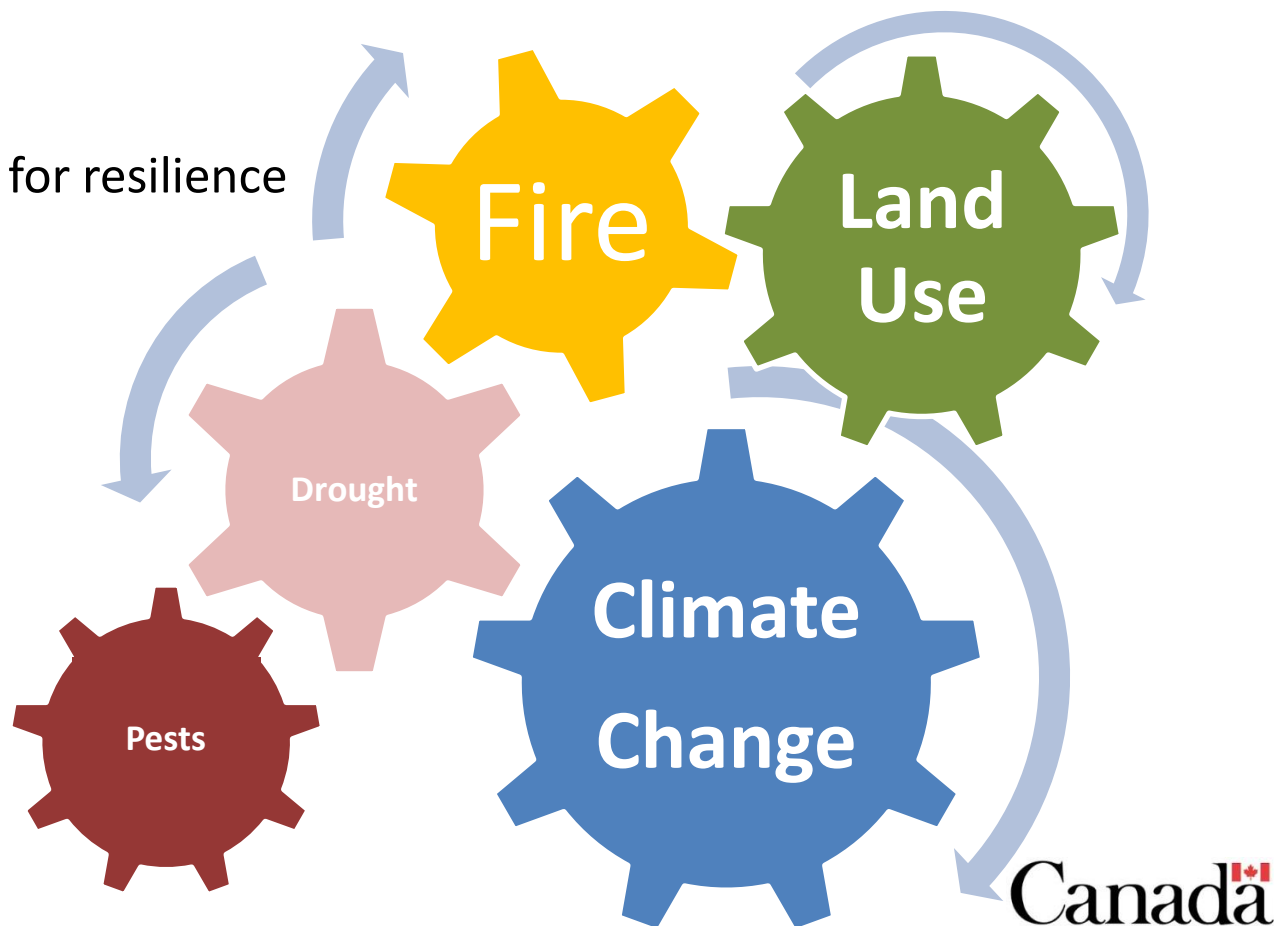 for resilience
Fire
Land
Use
Drought
Climate
Change
Pests
Canada